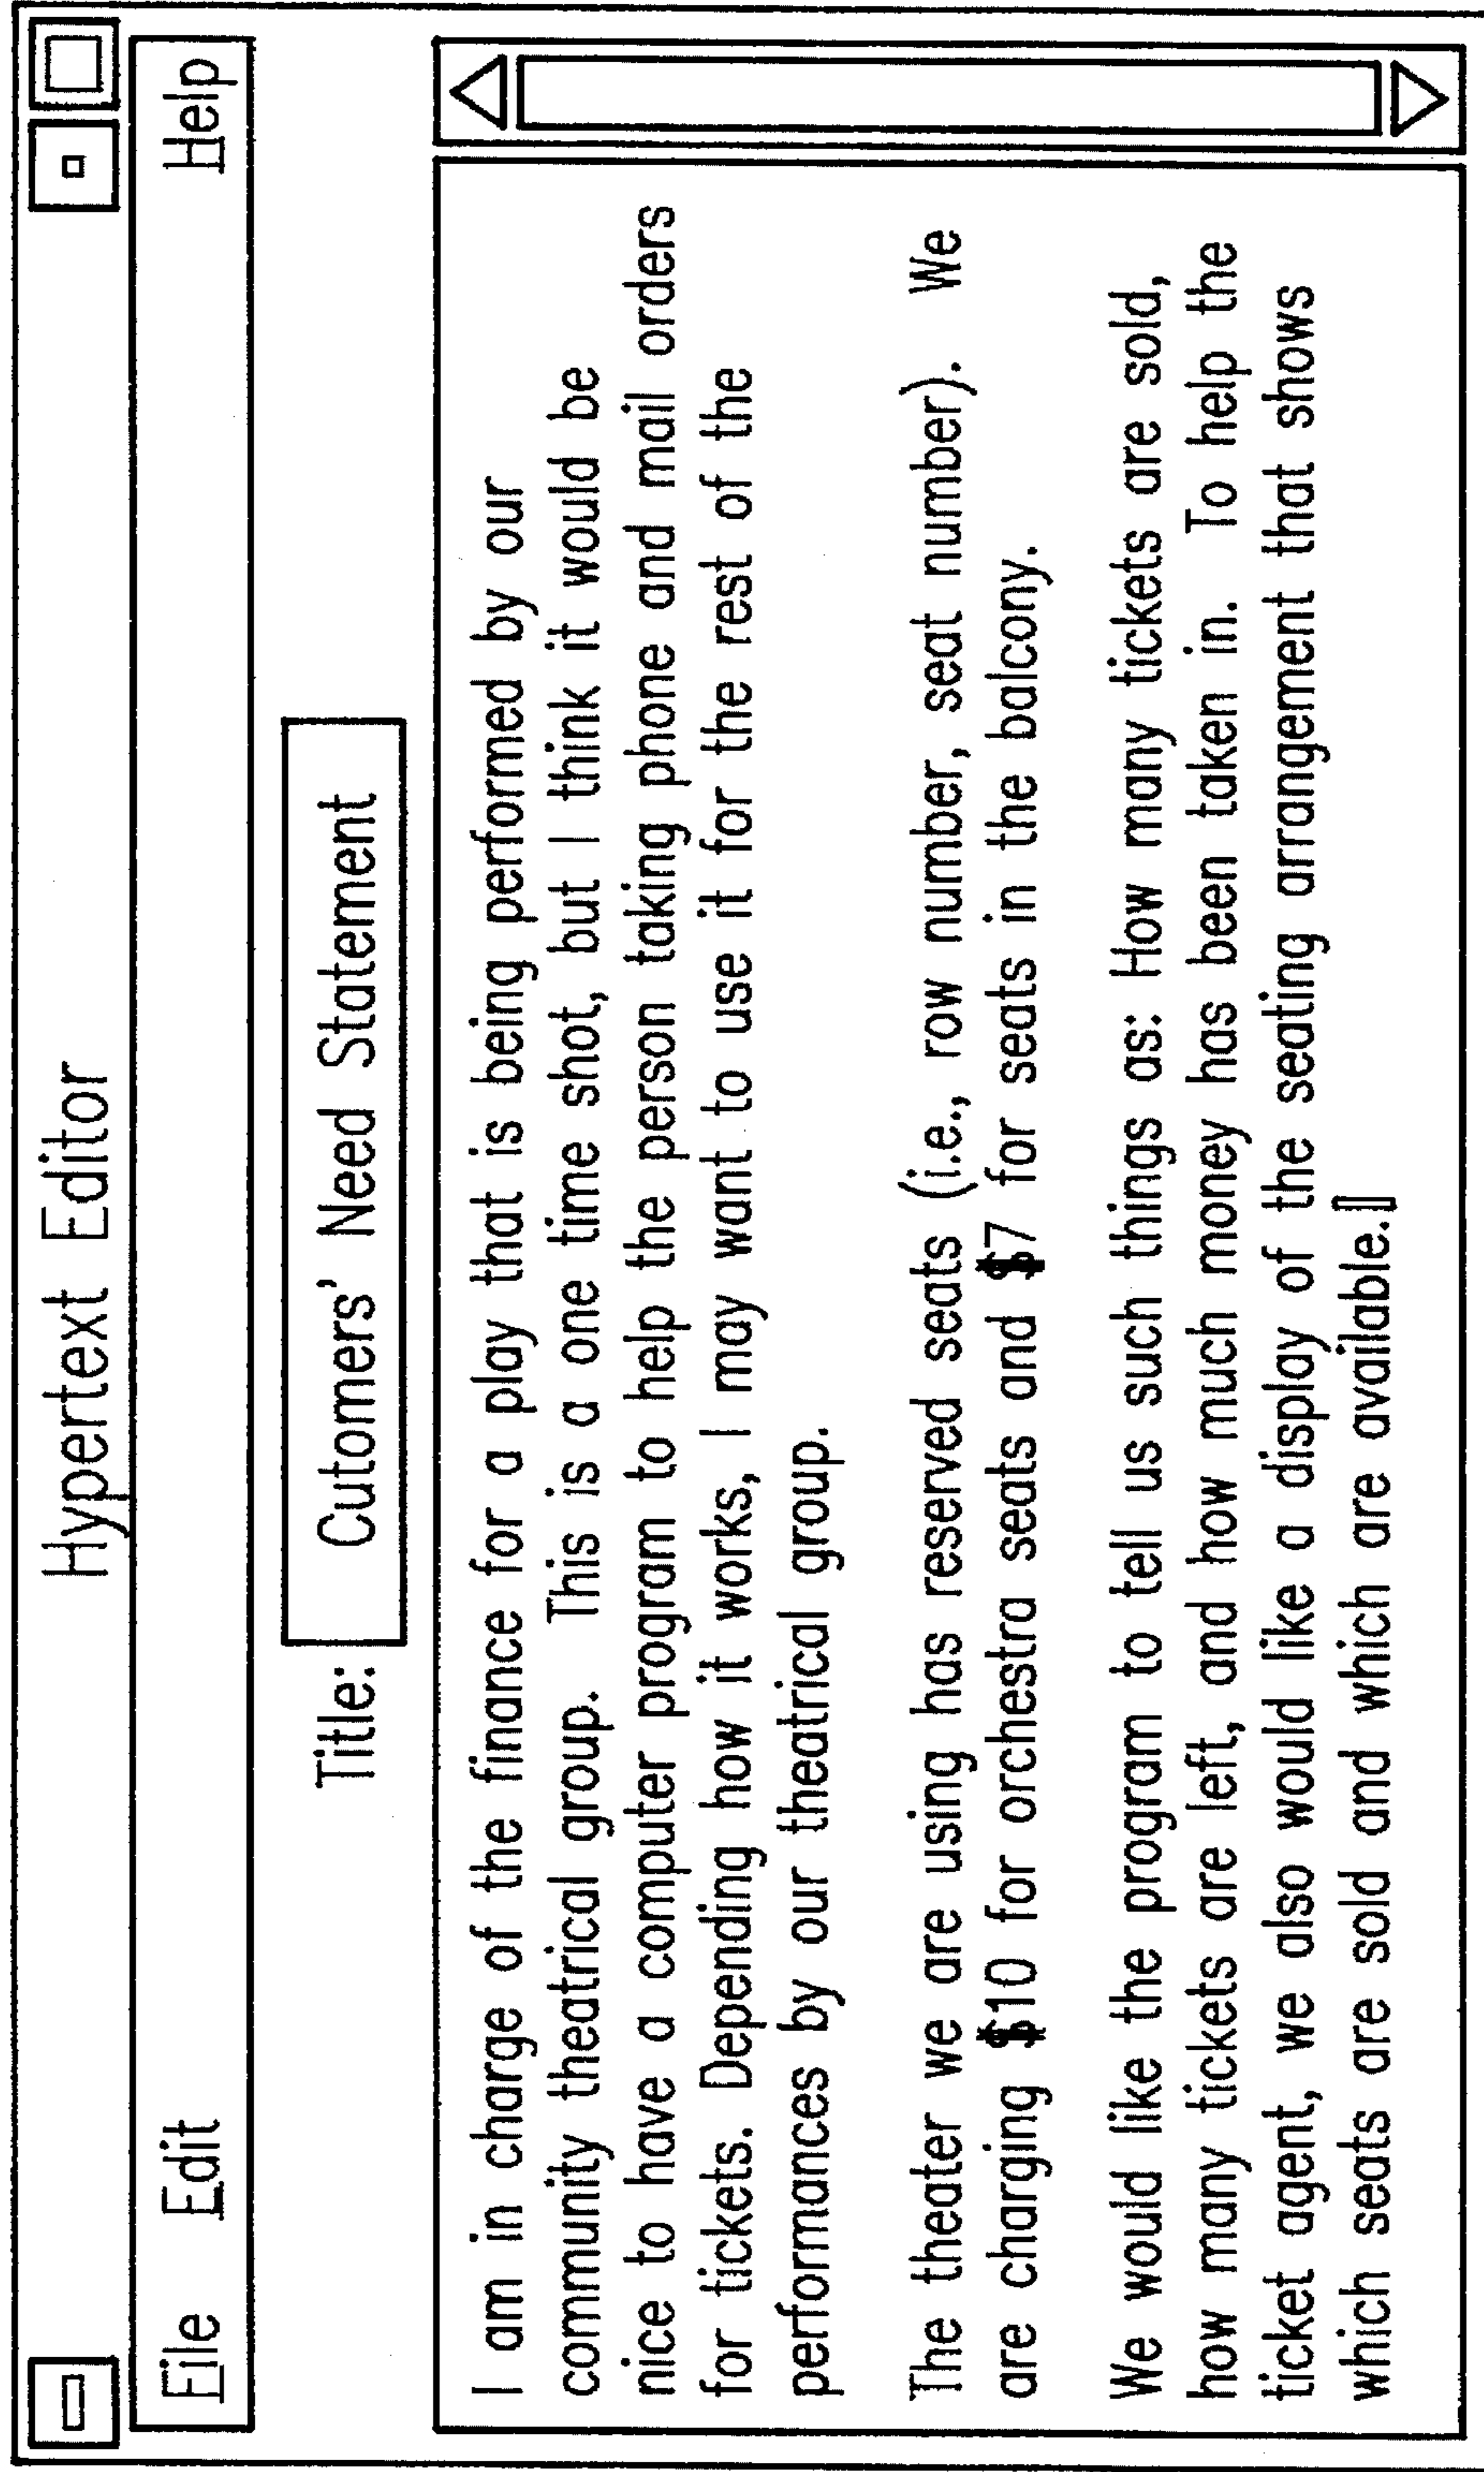 Hypertext Editor
File Edit Help
Title: Cutomers' Need Statement
I am in charge of the finance for a play that is being performed by our
community theatrical group. This is a one time shot, but I think it would be
nice to have a computer program to help the person taking phone and mail orders
for tickets. Depending how it works, I may want to use it for the rest of the
performances by our theatrical group.
The theater we are using has reserved seats (i.e., row number, seat number). We
are charging $10 for orchestra seats and $7 for seats in the balcony.
We would like the program to tell us such things as: How many tickets are sold,
how many tickets are left, and how much money has been taken in. To help the
ticket agent, we also would like a display of the seating arrangement that shows
which seats are sold and which are available.